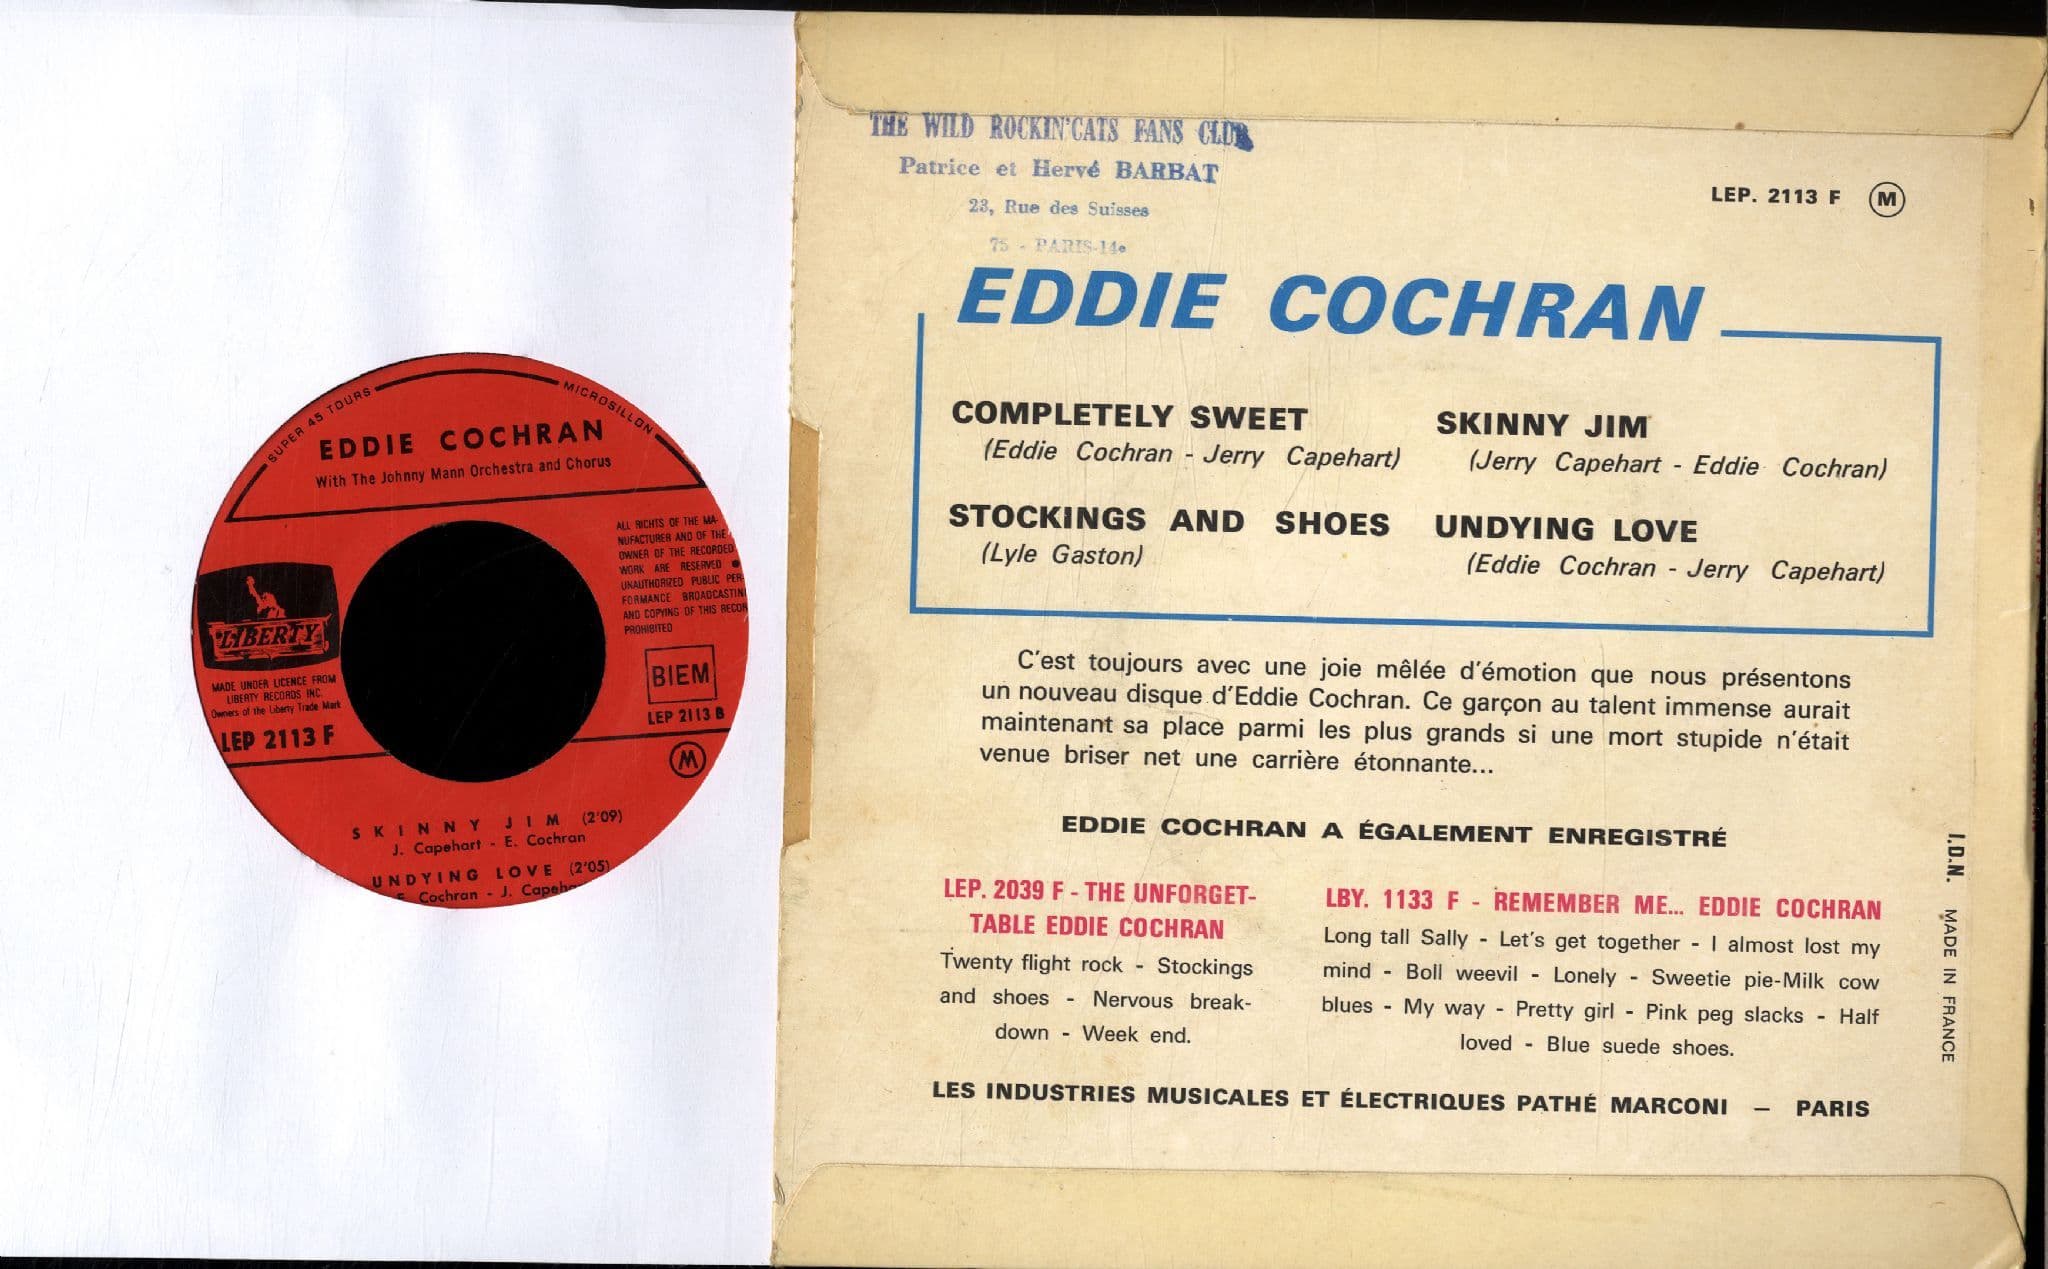 SUPER 45 TOURS
MICROSILLON
EDDIE COCHRAN
With The Johnny Mann Orchestra and Chorus
ALL RIGHTS OF THE MA-
NUFACTURER AND OF THE
OWNER OF THE RECORDED
WORK ARE RESERVED ●
UNAUTHORIZED PUBLIC PER-
FORMANCE BROADCASTIN
AND COPYING OF THIS RECOR
PROHIBITED
LIBERTY
MADE UNDER LICENCE FROM
LIBERTY RECORDS INC.
Owners of the Liberty Trade Mark
LEP 2113 F
BIEM
LEP 2113 B
M
SKINNY JIM (2'09)
J. Capehart - E. Cochran
UNDYING LOVE (2'05)
E. Cochran - J. Capeha
THE WILD ROCKIN'CATS FANS CLUB
Patrice et Hervé BARBAT
23, Rue des Suisses
75 - PARIS-14e
LEP. 2113 F M
EDDIE COCHRAN
COMPLETELY SWEET
(Eddie Cochran - Jerry Capehart)
STOCKINGS AND SHOES
(Lyle Gaston)
SKINNY JIM
(Jerry Capehart - Eddie Cochran)
UNDYING LOVE
(Eddie Cochran - Jerry Capehart)
C'est toujours avec une joie mêlée d'émotion que nous présentons
un nouveau disque d'Eddie Cochran. Ce garçon au talent immense aurait
maintenant sa place parmi les plus grands si une mort stupide n'était
venue briser net une carrière étonnante...
EDDIE COCHRAN A ÉGALEMENT ENREGISTRÉ
LEP. 2039 F - THE UNFORGET-
TABLE EDDIE COCHRAN
Twenty flight rock - Stockings
and shoes - Nervous break-
down - Week end.
LBY. 1133 F - REMEMBER ME... EDDIE COCHRAN
Long tall Sally - Let's get together - I almost lost my
mind - Boll weevil - Lonely - Sweetie pie-Milk cow
blues - My way - Pretty girl - Pink peg slacks - Half
loved - Blue suede shoes.
LES INDUSTRIES MUSICALES ET ÉLECTRIQUES PATHÉ MARCONI – PARIS
I.D.N. MADE IN FRANCE